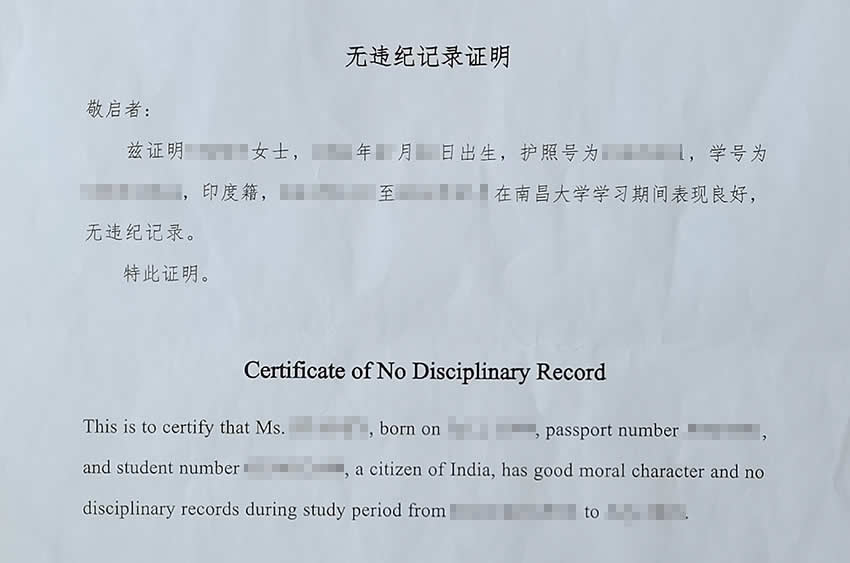 无违纪记录证明
敬启者：
兹证明女士，年月日出生，护照号为，学号为
，印度籍，至在南昌大学学习期间表现良好，
无违纪记录。
特此证明。
Certificate of No Disciplinary Record
This is to certify that Ms. , born on , passport number ,
and student number , a citizen of India, has good moral character and no
disciplinary records during study period from to .